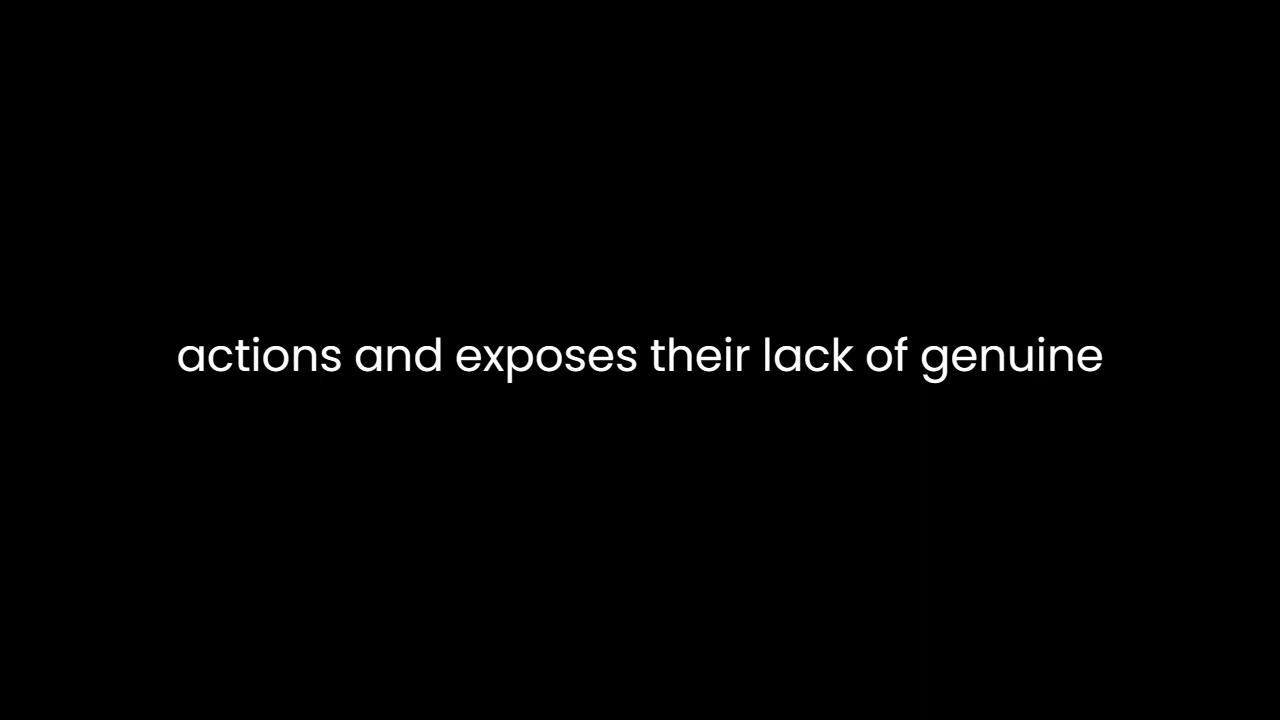 actions and exposes their lack of genuine